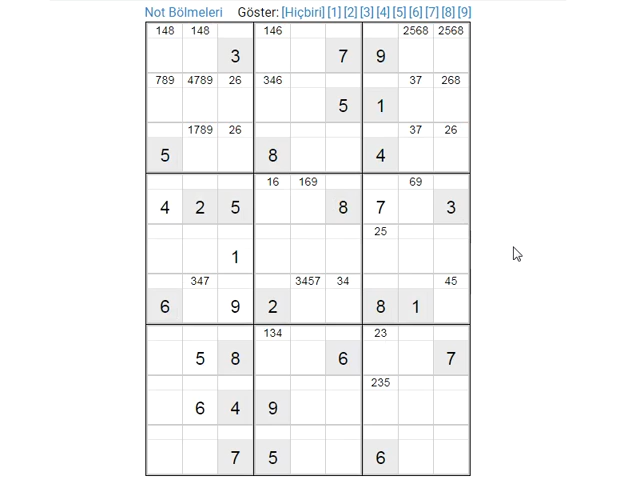 Not Bölmeleri Göster: [Hiçbiri] [1] [2] [3] [4] [5] [6] [7] [8] [9]
148 148 146 2568 2568
3 7 9
789 4789 26 346 37 268
5 1
1789 26 37 26
5 8 4
16 169 69
4 2 5 8 7 3
25
1
347 3457 34 45
6 9 2 8 1
134 23
5 8 6 7
235
6 4 9
7 5 6